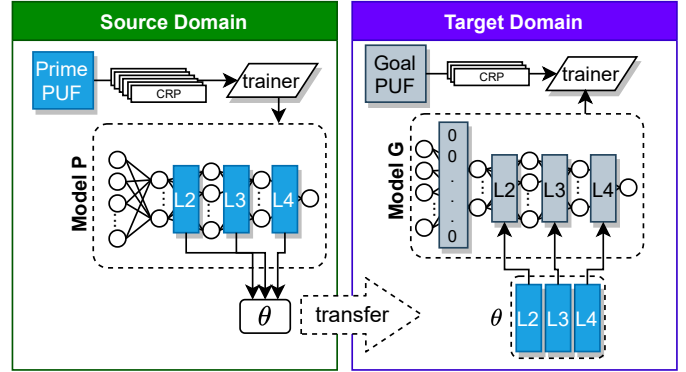 Source Domain
Prime
PUF
CRP
trainer
Model P
L2
L3
L4
θ
transfer
Target Domain
Goal
PUF
CRP
trainer
Model G
0
0
.
.
.
0
L2
L3
L4
θ
L2
L3
L4